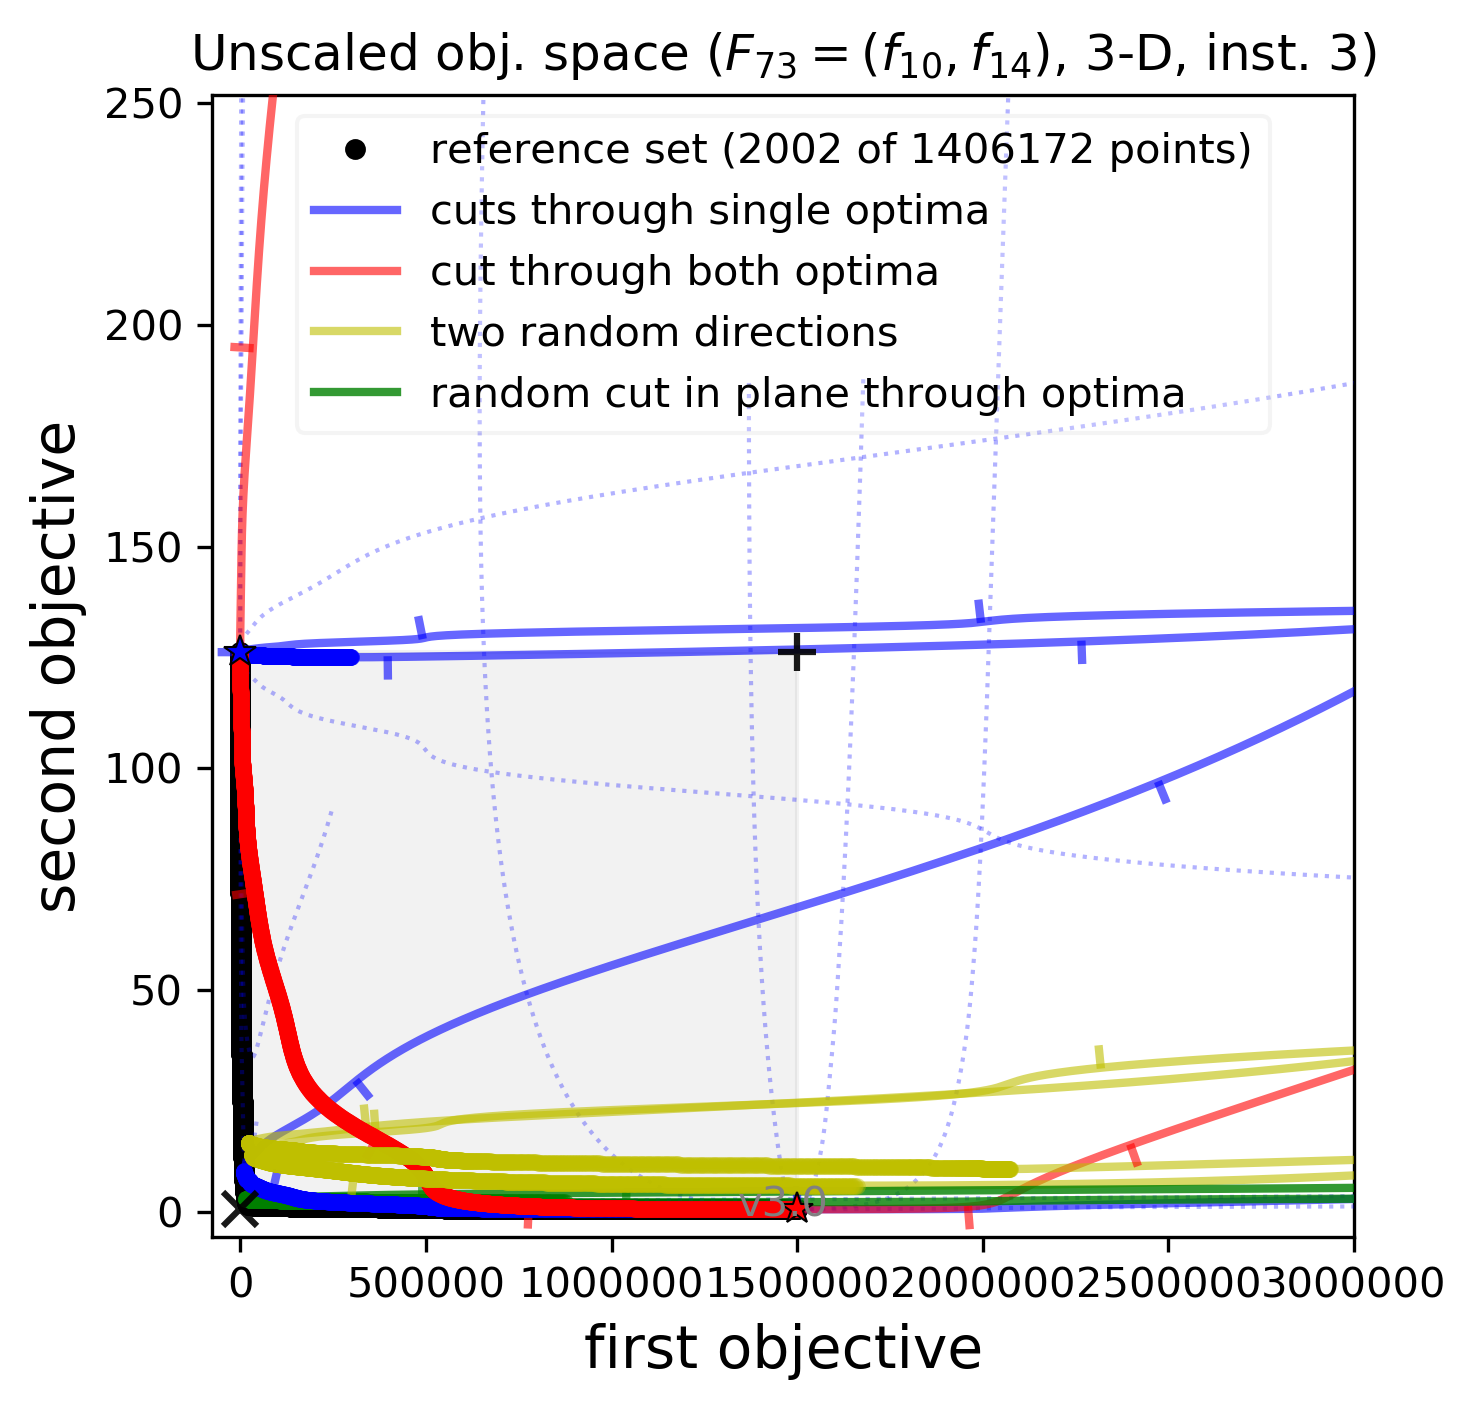 Unscaled obj. space (F73 = (f10, f14), 3-D, inst. 3)
reference set (2002 of 1406172 points)
cuts through single optima
cut through both optima
two random directions
random cut in plane through optima
second objective
250
200
150
100
50
0
v3.0
0 500000 1000000 1500000 2000000 2500000 3000000
first objective